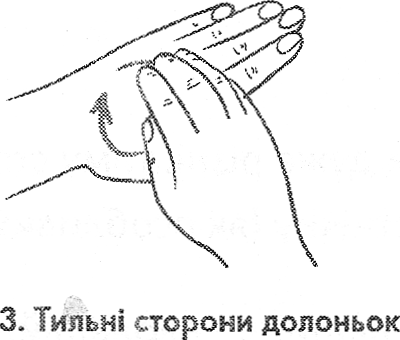 3. Тильні сторони долоньок